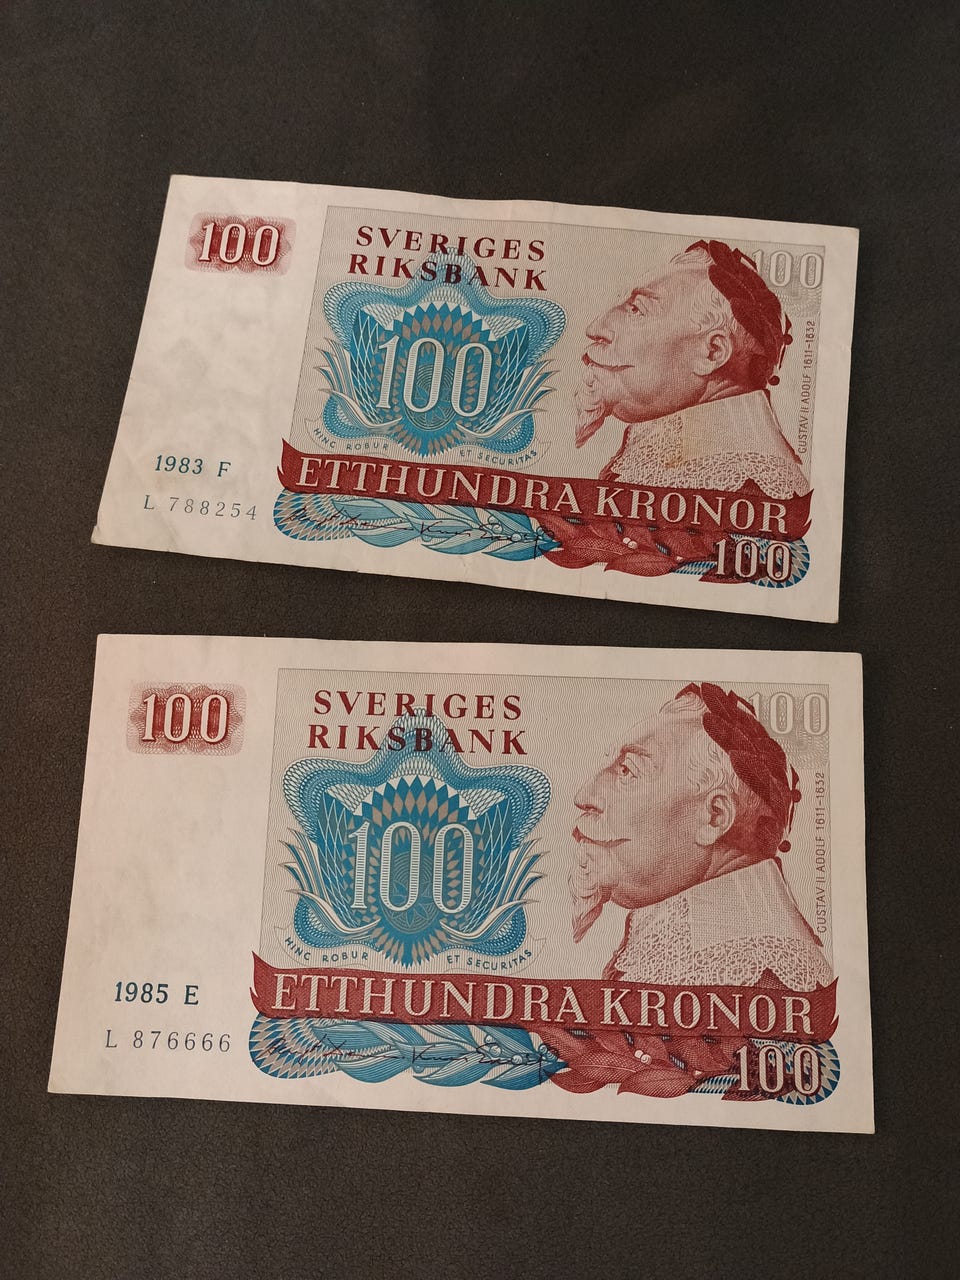 100
SVERIGES
RIKSBANK
100
100
GUSTAV II ADOLF 1611-1632
HINC ROBUR ET SECURITAS
ETTHUNDRA KRONOR
1983 F
L 788254
100
100
SVERIGES
RIKSBANK
100
100
GUSTAV II ADOLF 1611-1632
HINC ROBUR ET SECURITAS
ETTHUNDRA KRONOR
1985 E
L 876666
100